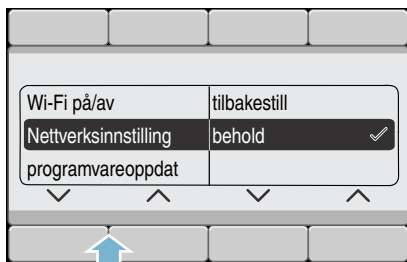 Wi-Fi på/av tilbakestill
Nettverksinnstilling behold
programvareoppdat